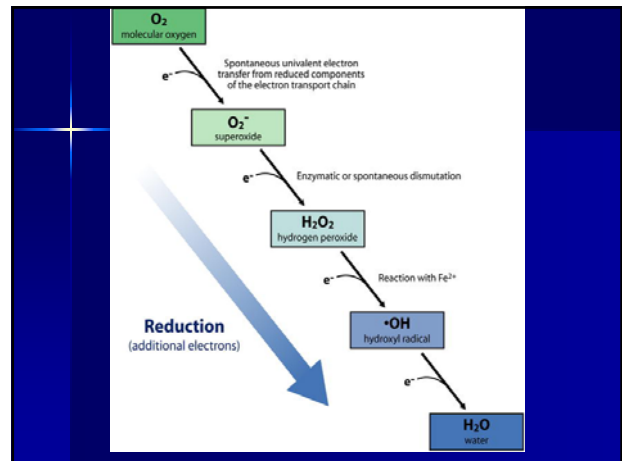 O₂
molecular oxygen
e⁻
Spontaneous univalent electron
transfer from reduced components
of the electron transport chain
O₂⁻
superoxide
e⁻
Enzymatic or spontaneous dismutation
H₂O₂
hydrogen peroxide
e⁻
Reaction with Fe²⁺
•OH
hydroxyl radical
Reduction
(additional electrons)
e⁻
H₂O
water